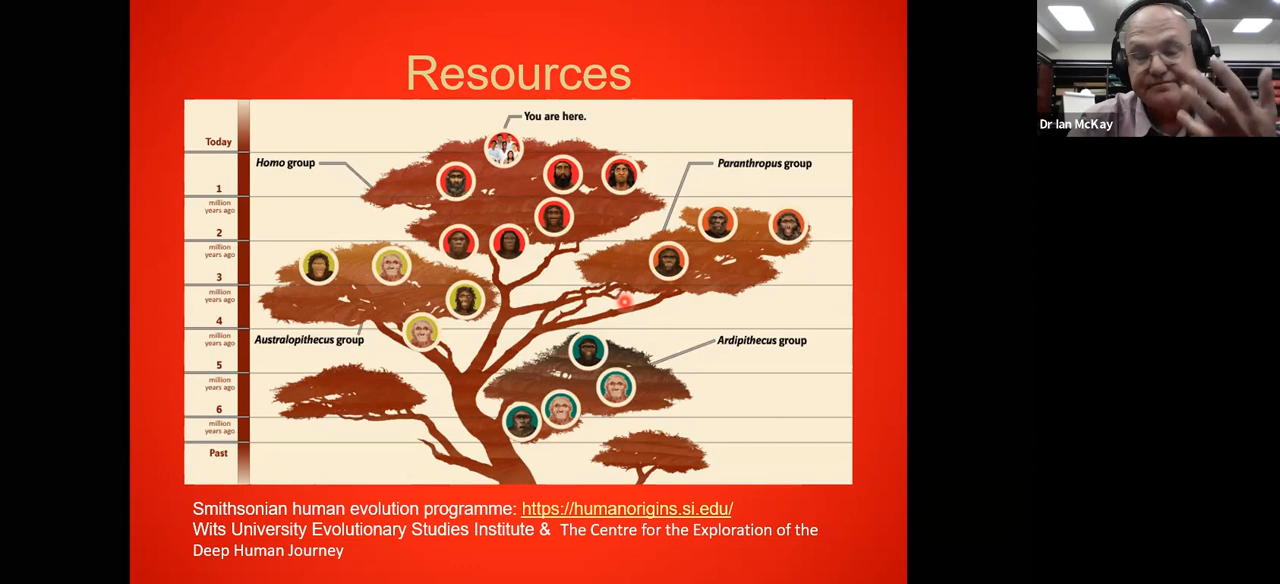 Resources
You are here.
Today
Homo group
Paranthropus group
1
million
years ago
2
million
years ago
3
million
years ago
4
million
years ago
Australopithecus group
Ardipithecus group
5
million
years ago
6
million
years ago
Past
Smithsonian human evolution programme: https://humanorigins.si.edu/
Wits University Evolutionary Studies Institute & The Centre for the Exploration of the
Deep Human Journey
Dr Ian McKay